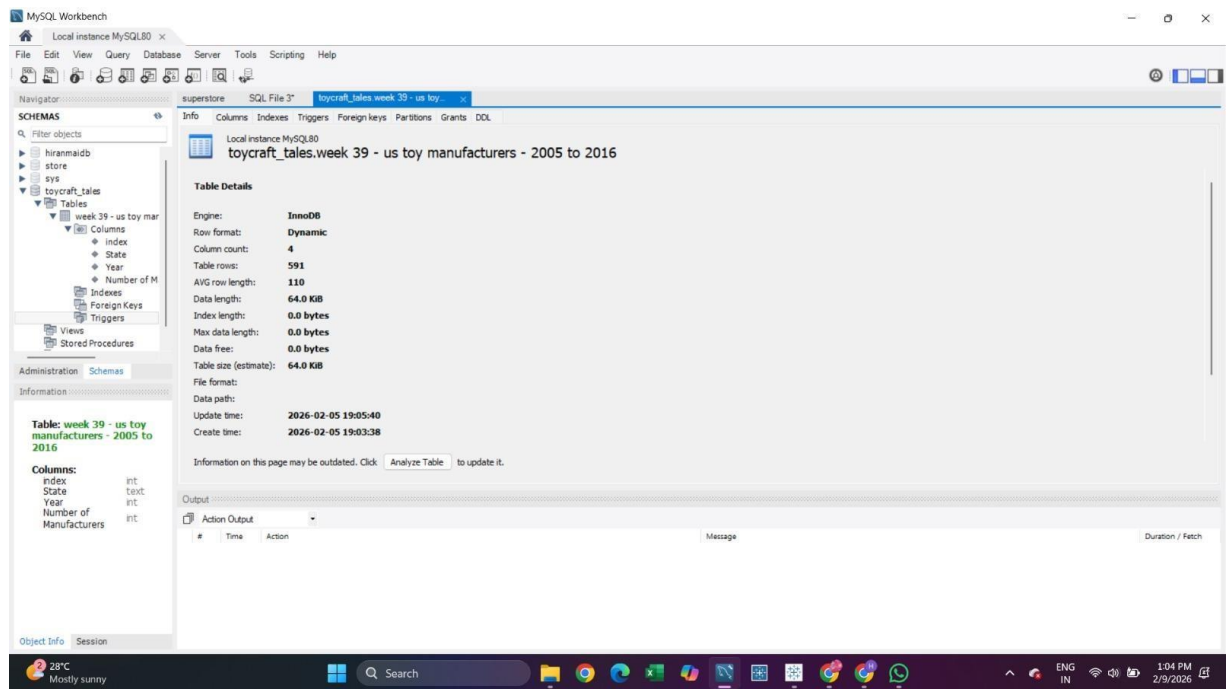 MySQL Workbench
Local instance MySQL80 ×
File Edit View Query Database Server Tools Scripting Help
Navigator
SCHEMAS
Filter objects
hiranmaidb
store
sys
toycraft_tales
Tables
week 39 - us toy mar
Columns
index
State
Year
Number of M
Indexes
Foreign Keys
Triggers
Views
Stored Procedures
Administration Schemas
Information
Table: week 39 - us toy
manufacturers - 2005 to
2016
Columns:
index int
State text
Year int
Number of
Manufacturers int
Object Info Session
superstore SQL File 3* toycraft_tales.week 39 - us toy... ×
Info Columns Indexes Triggers Foreign keys Partitions Grants DDL
Local instance MySQL80
toycraft_tales.week 39 - us toy manufacturers - 2005 to 2016
Table Details
Engine: InnoDB
Row format: Dynamic
Column count: 4
Table rows: 591
AVG row length: 110
Data length: 64.0 KiB
Index length: 0.0 bytes
Max data length: 0.0 bytes
Data free: 0.0 bytes
Table size (estimate): 64.0 KiB
File format:
Data path:
Update time: 2026-02-05 19:05:40
Create time: 2026-02-05 19:03:38
Information on this page may be outdated. Click Analyze Table to update it.
Output
Action Output
# Time Action Message Duration / Fetch
2
28°C
Mostly sunny
Search
ENG
IN
1:04 PM
2/9/2026